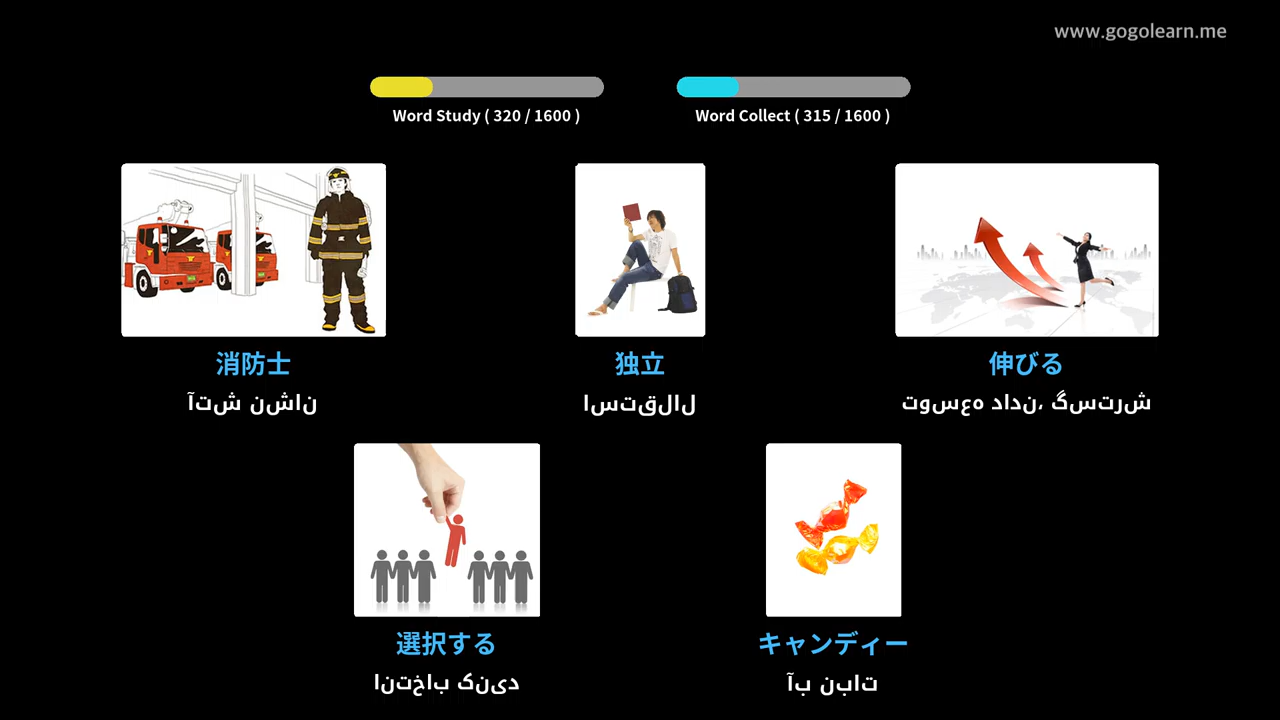 www.gogolearn.me
Word Study ( 320 / 1600 )
Word Collect ( 315 / 1600 )
消防士
آتش نشان
独立
استقلال
伸びる
توسعه دادن، گسترش
選択する
انتخاب کنید
キャンディー
آب نبات